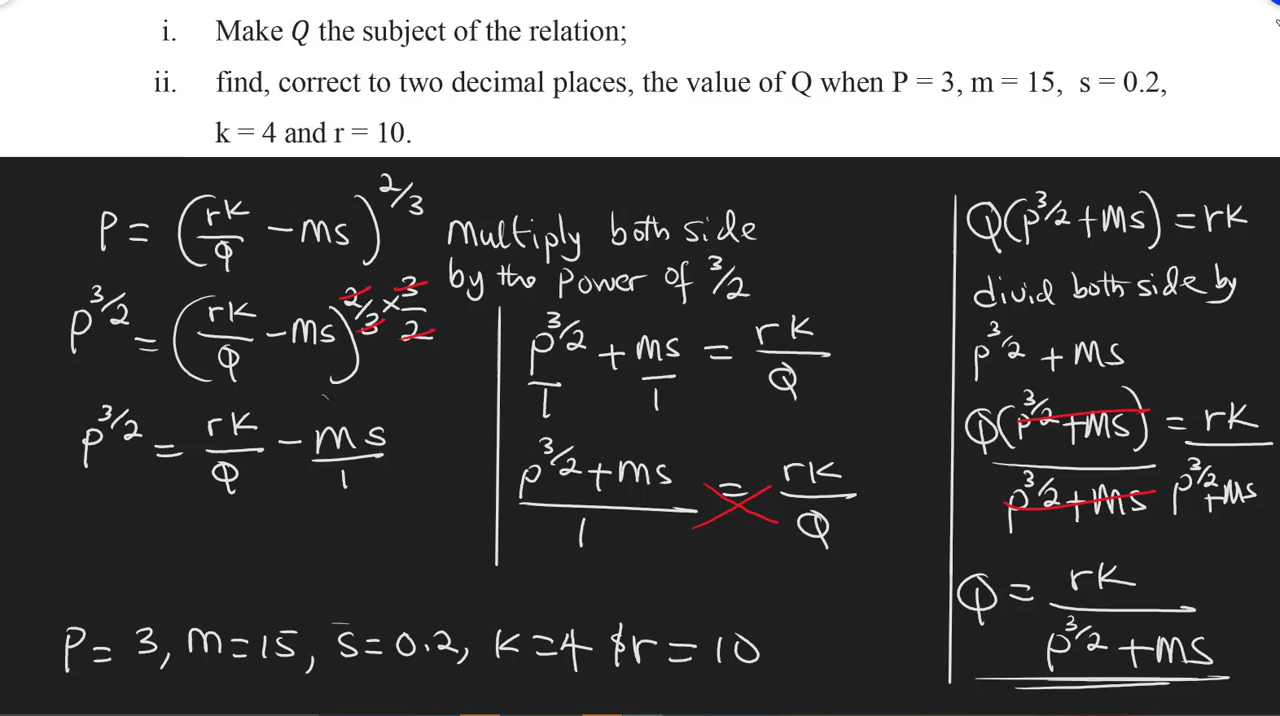 i. Make Q the subject of the relation;
ii. find, correct to two decimal places, the value of Q when P = 3, m = 15, s = 0.2,
k = 4 and r = 10.
P = (rk/Q - ms)^2/3
multiply both side
by the power of 3/2
P^3/2 = (rk/Q - ms)^2/3 × 3/2
P^3/2 = rk/Q - ms/1
P^3/2/1 + ms/1 = rk/Q
P^3/2 + ms/1 = rk/Q
Q(P^3/2 + ms) = rk
divid both side by
P^3/2 + ms
Q(P^3/2 + ms)/P^3/2 + ms = rk/P^3/2 + ms
Q = rk/P^3/2 + ms
P = 3, m = 15, s = 0.2, k = 4 & r = 10